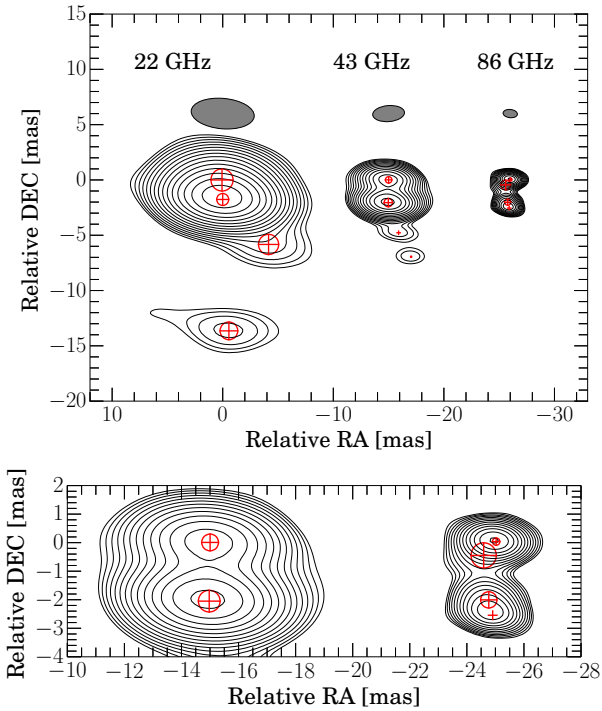 15
22 GHz 43 GHz 86 GHz
10
5
0
−5
−10
−15
−20
Relative DEC [mas]
10 0 −10 −20 −30
Relative RA [mas]
2
1
0
−1
−2
−3
−4
Relative DEC [mas]
−10 −12 −14 −16 −18 −20 −22 −24 −26 −28
Relative RA [mas]